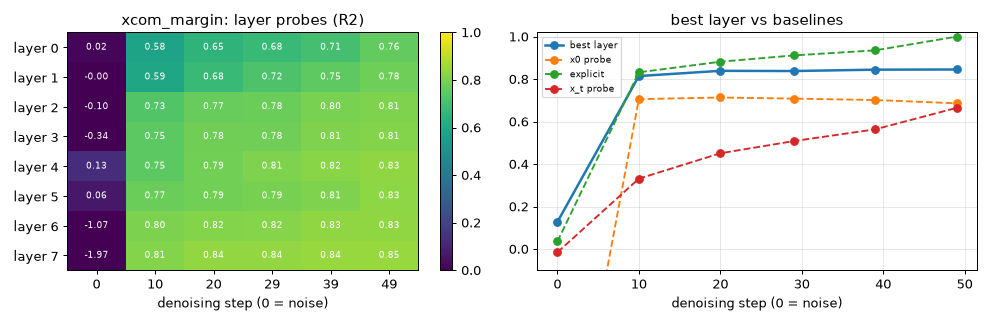 xcom_margin: layer probes (R2)
layer 0 0.02 0.58 0.65 0.68 0.71 0.76
layer 1 -0.00 0.59 0.68 0.72 0.75 0.78
layer 2 -0.10 0.73 0.77 0.78 0.80 0.81
layer 3 -0.34 0.75 0.78 0.78 0.81 0.81
layer 4 0.13 0.75 0.79 0.81 0.82 0.83
layer 5 0.06 0.77 0.79 0.79 0.81 0.83
layer 6 -1.07 0.80 0.82 0.82 0.83 0.83
layer 7 -1.97 0.81 0.84 0.84 0.84 0.85
0 10 20 29 39 49
denoising step (0 = noise)
1.0
0.8
0.6
0.4
0.2
0.0
best layer vs baselines
best layer
x0 probe
explicit
x_t probe
1.0
0.8
0.6
0.4
0.2
0.0
0 10 20 30 40 50
denoising step (0 = noise)